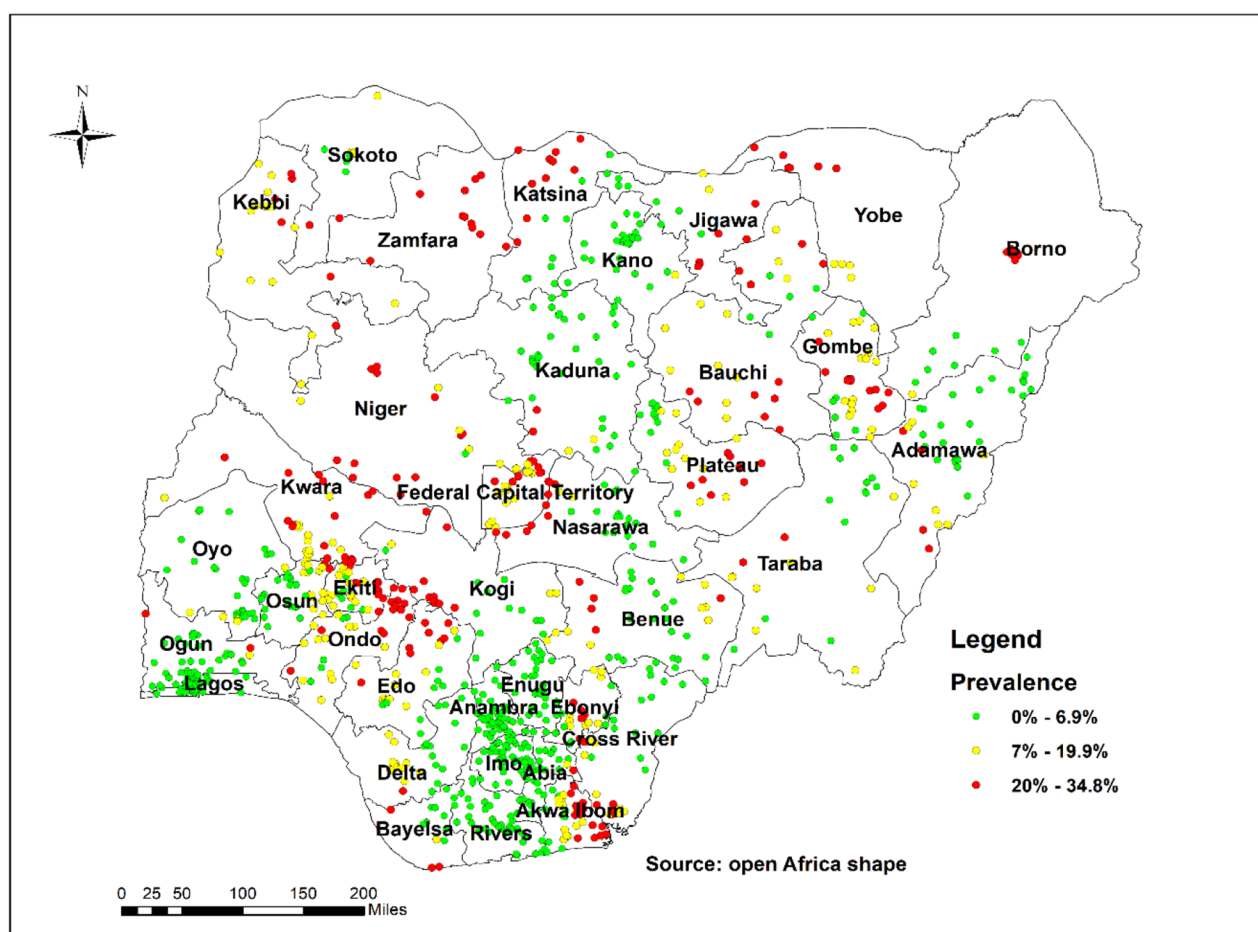 N
Sokoto
Kebbi
Katsina
Zamfara
Jigawa
Yobe
Kano
Borno
Kaduna
Gombe
Bauchi
Niger
Adamawa
Plateau
Kwara
Federal Capital Territory
Nasarawa
Oyo
Taraba
Kogi
Ekiti
Osun
Benue
Ogun
Ondo
Lagos
Edo
Enugu
Anambra
Ebonyi
Cross River
Imo
Abia
Delta
Akwa Ibom
Bayelsa
Rivers
Legend
Prevalence
0% - 6.9%
7% - 19.9%
20% - 34.8%
Source: open Africa shape
0 25 50 100 150 200
Miles